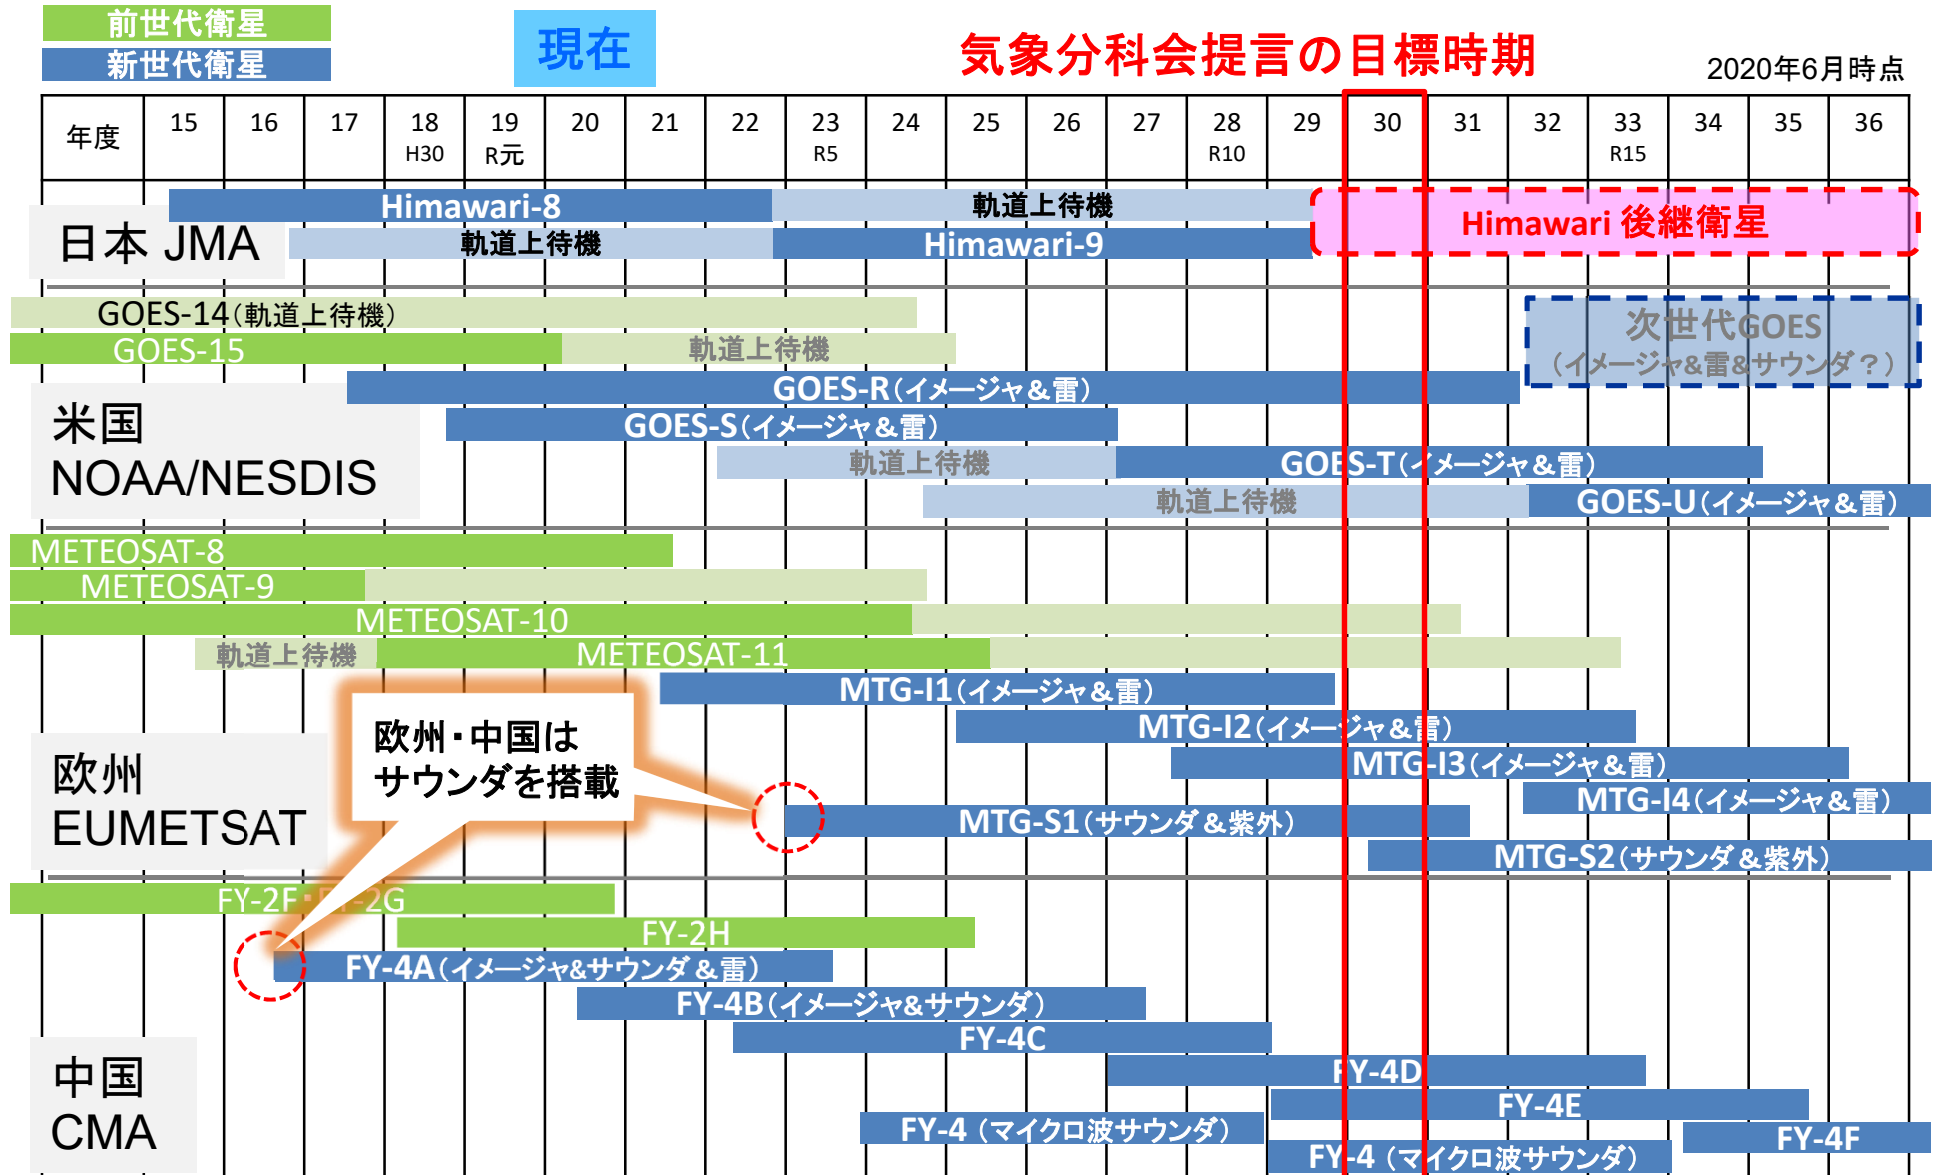 前世代衛星
新世代衛星
現在
気象分科会提言の目標時期
2020年6月時点
年度 15 16 17 18 19 20 21 22 23 24 25 26 27 28 29 30 31 32 33 34 35 36
H30 R元 R5 R10 R15
日本 JMA
Himawari-8 軌道上待機
軌道上待機 Himawari-9
Himawari 後継衛星
GOES-14(軌道上待機)
GOES-15 軌道上待機
次世代GOES
(イメージャ&雷&サウンダ?)
米国
NOAA/NESDIS
GOES-R(イメージャ&雷)
GOES-S(イメージャ&雷)
軌道上待機 GOES-T(イメージャ&雷)
軌道上待機 GOES-U(イメージャ&雷)
METEOSAT-8
METEOSAT-9
METEOSAT-10
軌道上待機 METEOSAT-11
欧州・中国は
サウンダを搭載
欧州
EUMETSAT
MTG-I1(イメージャ&雷)
MTG-I2(イメージャ&雷)
MTG-I3(イメージャ&雷)
MTG-I4(イメージャ&雷)
MTG-S1(サウンダ&紫外)
MTG-S2(サウンダ&紫外)
FY-2F・FY-2G
FY-2H
FY-4A(イメージャ&サウンダ&雷)
FY-4B(イメージャ&サウンダ)
FY-4C
中国
CMA
FY-4D
FY-4E
FY-4 (マイクロ波サウンダ)
FY-4F
FY-4 (マイクロ波サウンダ)